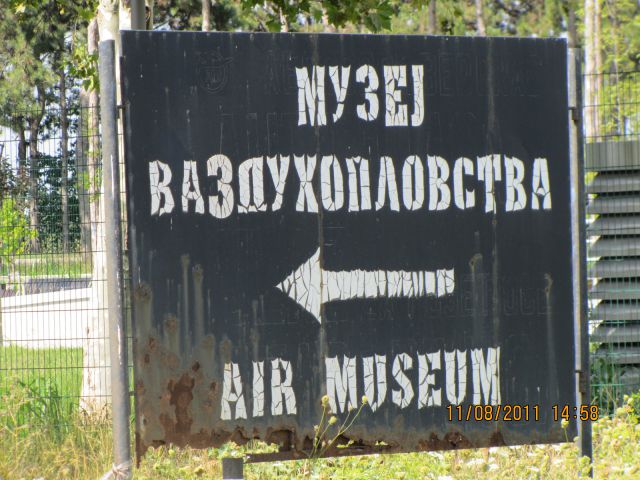 МУЗЕЈ
ВАЗДУХОПЛОВСТВА
AIR MUSEUM
11/08/2011 14:58